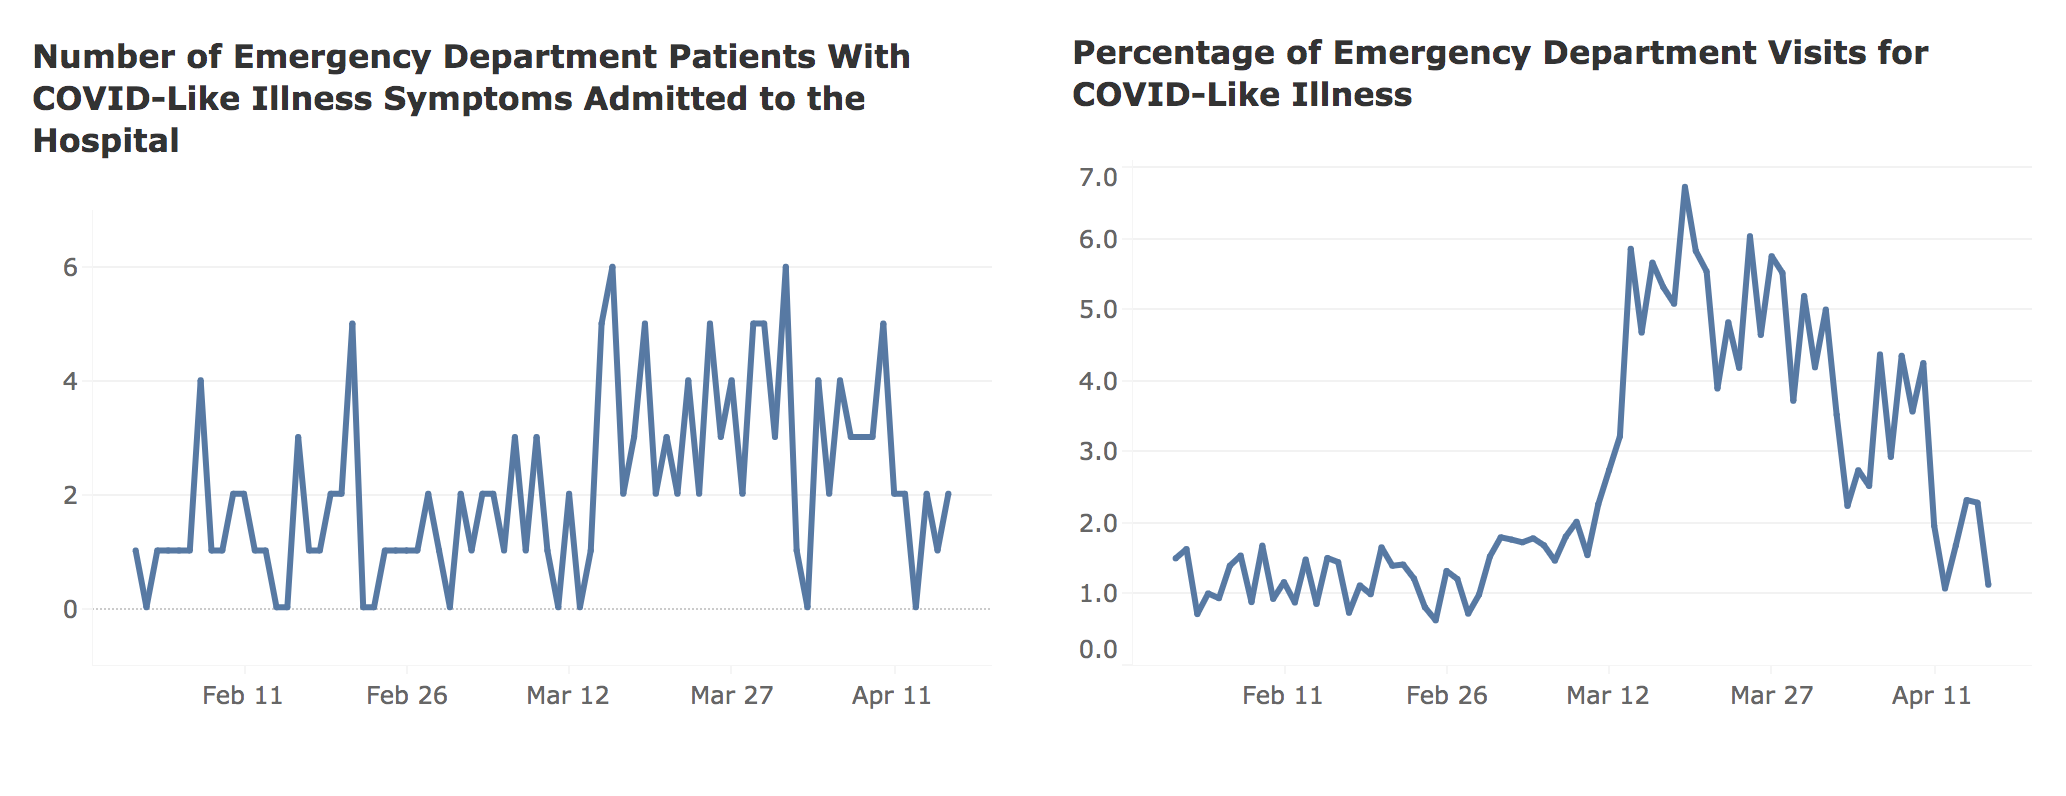 Number of Emergency Department Patients With
COVID-Like Illness Symptoms Admitted to the
Hospital
6
4
2
0
Feb 11
Feb 26
Mar 12
Mar 27
Apr 11
Percentage of Emergency Department Visits for
COVID-Like Illness
7.0
6.0
5.0
4.0
3.0
2.0
1.0
0.0
Feb 11
Feb 26
Mar 12
Mar 27
Apr 11